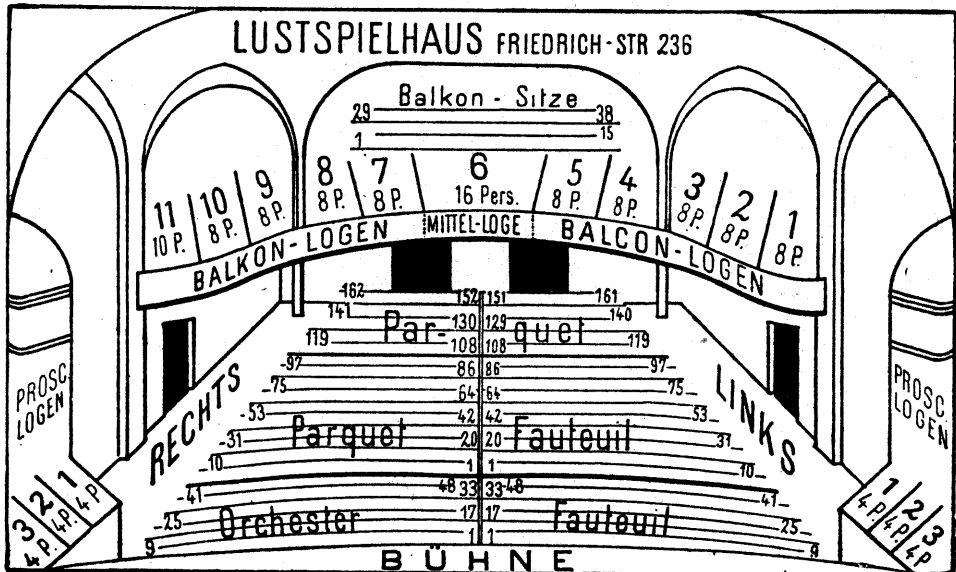 LUSTSPIELHAUS FRIEDRICH-STR 236
Balkon-Sitze
29 38
15
1
11 10 9 8 7 6 5 4 3 2 1
10 P. 8 P. 8 P. 8 P. 8 P. 16 Pers. 8 P. 8 P. 8 P. 8 P. 8 P.
BALKON-LOGEN MITTEL-LOGE BALCON-LOGEN
-162 152 151 161
141 140
Par- 130 129 quet
119 108 108 119
-97 86 86 97-
-75 64 64 75-
-53 42 42 53-
-31 Parquet 20 20 Fauteuil 31-
-10 1 1 10-
RECHTS
LINKS
PROSC. LOGEN
PROSC. LOGEN
-41 48 33 33 48 41-
-25 Orchester 17 17 Fauteuil 25-
9 1 1 9
3 2 1
4 P. 4 P. 4 P
1 2 3
4 P. 4 P. 4 P
BÜHNE